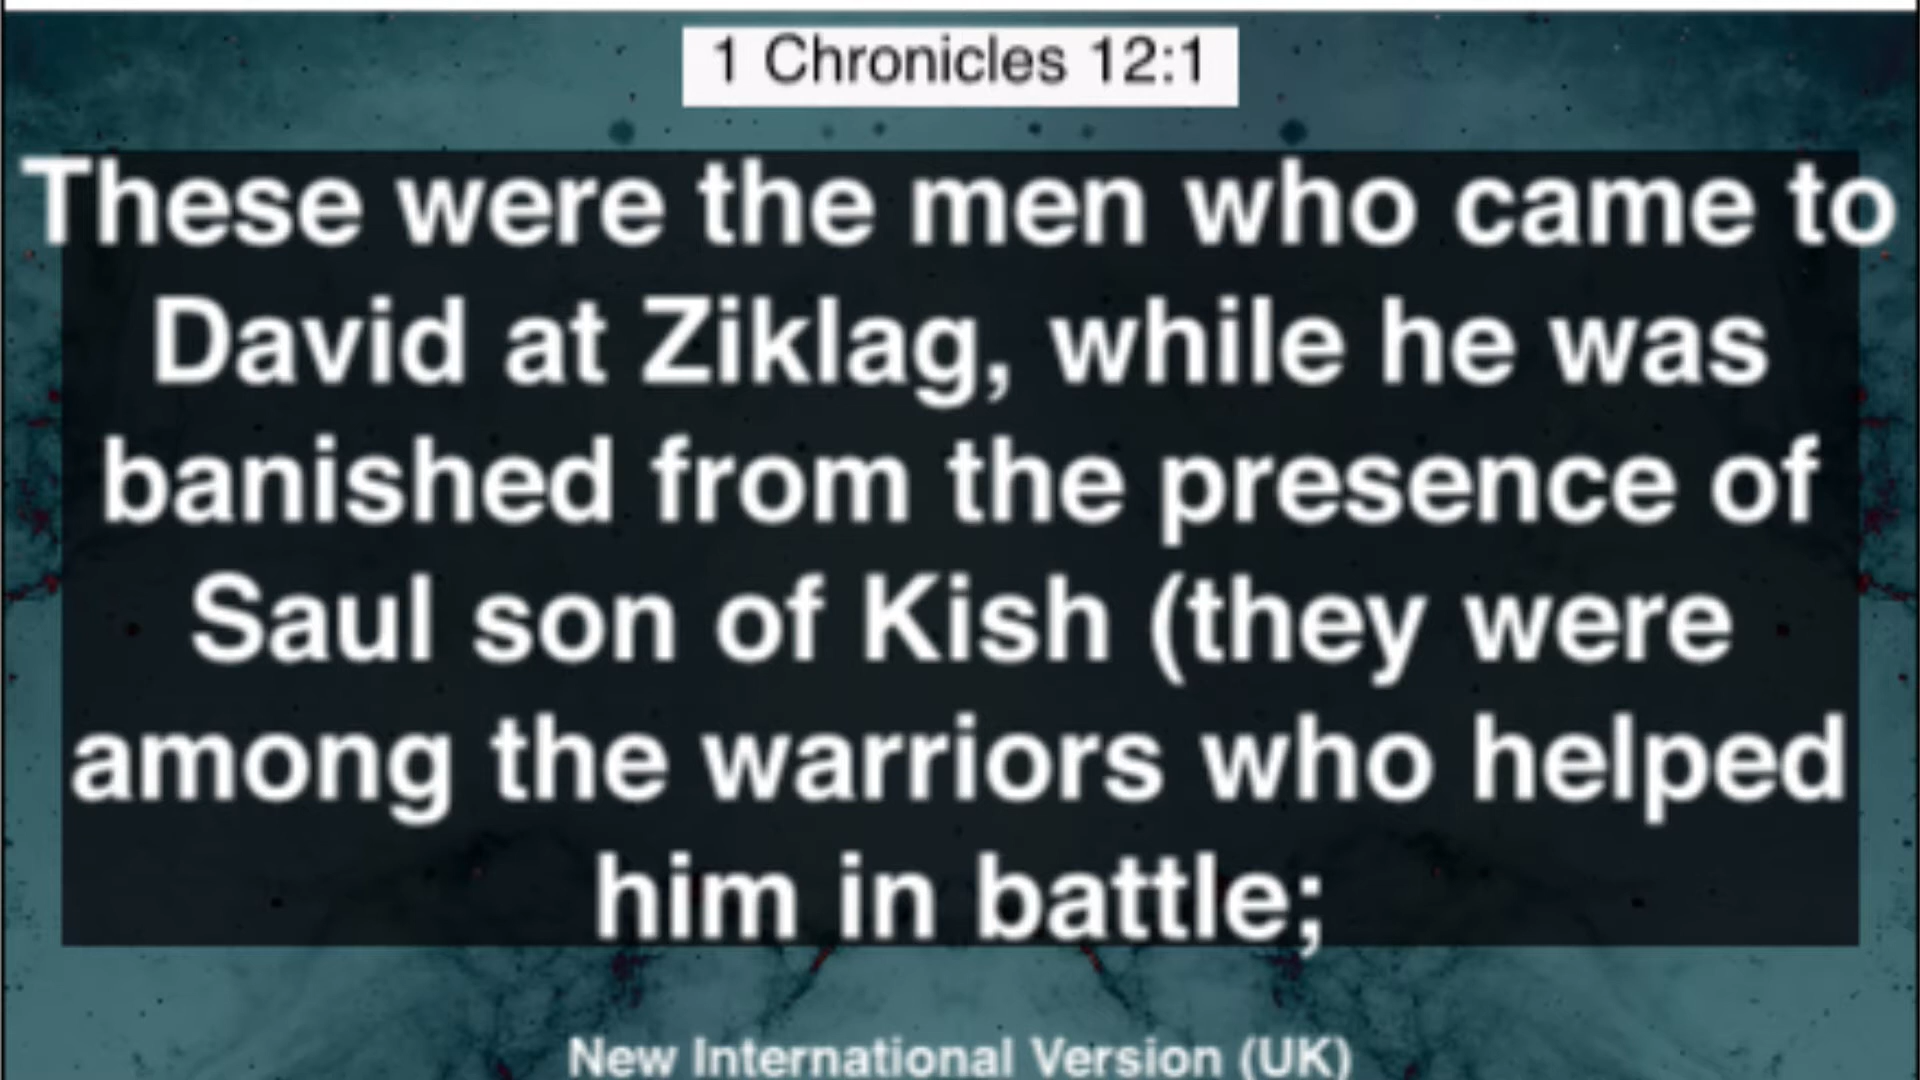 1 Chronicles 12:1
These were the men who came to
David at Ziklag, while he was
banished from the presence of
Saul son of Kish (they were
among the warriors who helped
him in battle;
New International Version (UK)